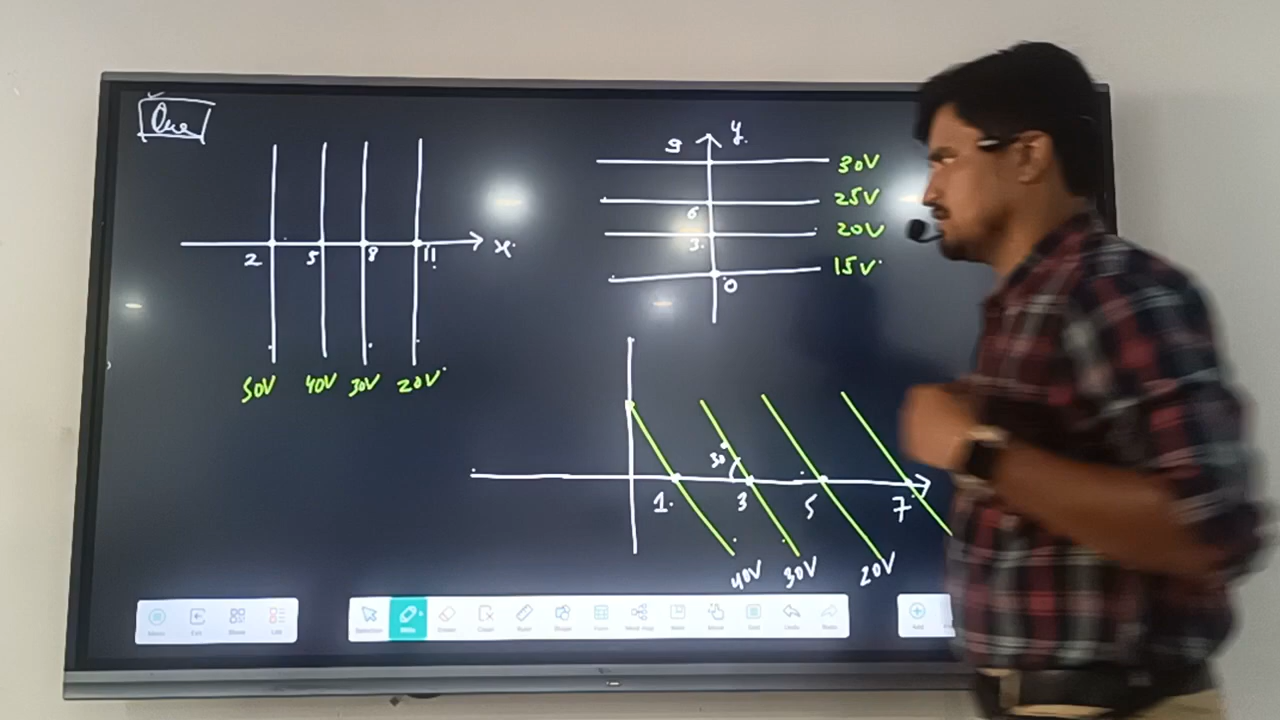 Que
2 5 8 11 x
50V 40V 30V 20V
y
9 30V
25V
6 20V
3 15V
0
30°
1 3 5 7
40V 30V 20V